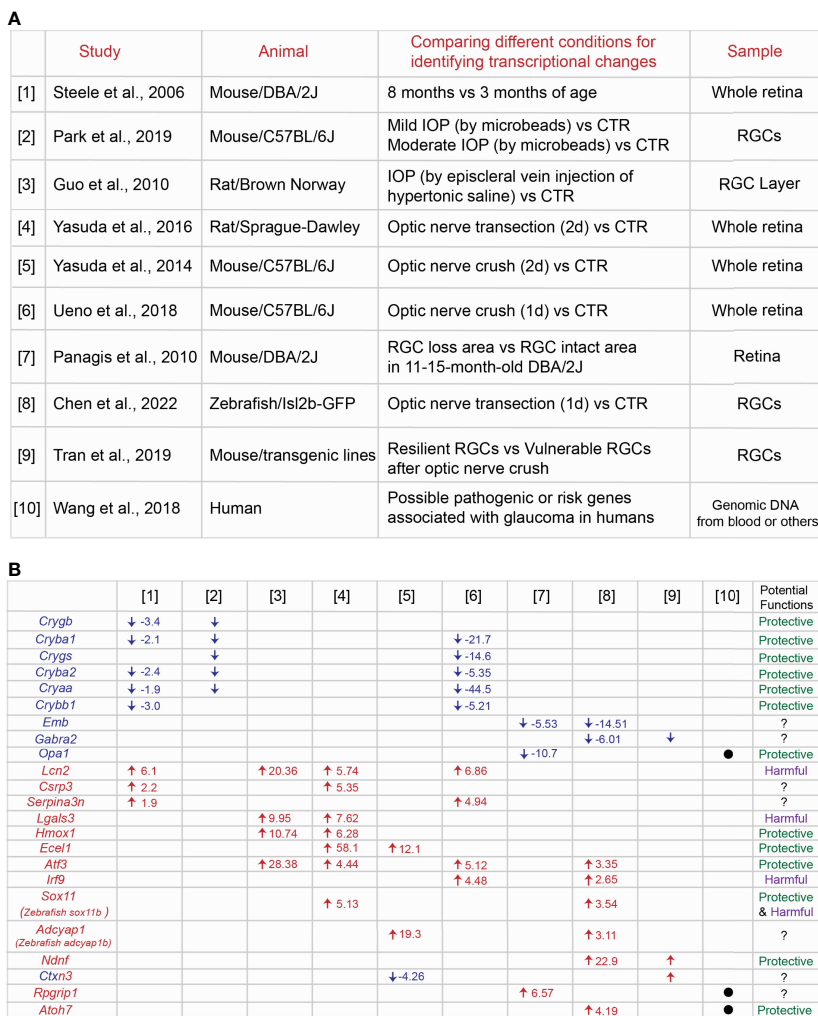 A
Study Animal Comparing different conditions for identifying transcriptional changes Sample
[1] Steele et al., 2006 Mouse/DBA/2J 8 months vs 3 months of age Whole retina
[2] Park et al., 2019 Mouse/C57BL/6J Mild IOP (by microbeads) vs CTR Moderate IOP (by microbeads) vs CTR RGCs
[3] Guo et al., 2010 Rat/Brown Norway IOP (by episcleral vein injection of hypertonic saline) vs CTR RGC Layer
[4] Yasuda et al., 2016 Rat/Sprague-Dawley Optic nerve transection (2d) vs CTR Whole retina
[5] Yasuda et al., 2014 Mouse/C57BL/6J Optic nerve crush (2d) vs CTR Whole retina
[6] Ueno et al., 2018 Mouse/C57BL/6J Optic nerve crush (1d) vs CTR Whole retina
[7] Panagis et al., 2010 Mouse/DBA/2J RGC loss area vs RGC intact area in 11-15-month-old DBA/2J Retina
[8] Chen et al., 2022 Zebrafish/Isl2b-GFP Optic nerve transection (1d) vs CTR RGCs
[9] Tran et al., 2019 Mouse/transgenic lines Resilient RGCs vs Vulnerable RGCs after optic nerve crush RGCs
[10] Wang et al., 2018 Human Possible pathogenic or risk genes associated with glaucoma in humans Genomic DNA from blood or others
B
[1] [2] [3] [4] [5] [6] [7] [8] [9] [10] Potential Functions
Crygb ↓ -3.4 ↓ Protective
Cryba1 ↓ -2.1 ↓ ↓ -21.7 Protective
Crygs ↓ ↓ -14.6 Protective
Cryba2 ↓ -2.4 ↓ ↓ -5.35 Protective
Cryaa ↓ -1.9 ↓ ↓ -44.5 Protective
Crybb1 ↓ -3.0 ↓ -5.21 Protective
Emb ↓ -5.53 ↓ -14.51 ?
Gabra2 ↓ -6.01 ↓ ?
Opa1 ↓ -10.7 ● Protective
Lcn2 ↑ 6.1 ↑ 20.36 ↑ 5.74 ↑ 6.86 Harmful
Csrp3 ↑ 2.2 ↑ 5.35 ?
Serpina3n ↑ 1.9 ↑ 4.94 ?
Lgals3 ↑ 9.95 ↑ 7.62 Harmful
Hmox1 ↑ 10.74 ↑ 6.28 Protective
Ecel1 ↑ 58.1 ↑ 12.1 Protective
Atf3 ↑ 28.38 ↑ 4.44 ↑ 5.12 ↑ 3.35 Protective
Irf9 ↑ 4.48 ↑ 2.65 Harmful
Sox11 (Zebrafish sox11b ) ↑ 5.13 ↑ 3.54 Protective & Harmful
Adcyap1 (Zebrafish adcyap1b) ↑ 19.3 ↑ 3.11 ?
Ndnf ↑ 22.9 ↑ Protective
Ctxn3 ↓ -4.26 ↑ ?
Rpgrip1 ↑ 6.57 ● ?
Atoh7 ↑ 4.19 ● Protective